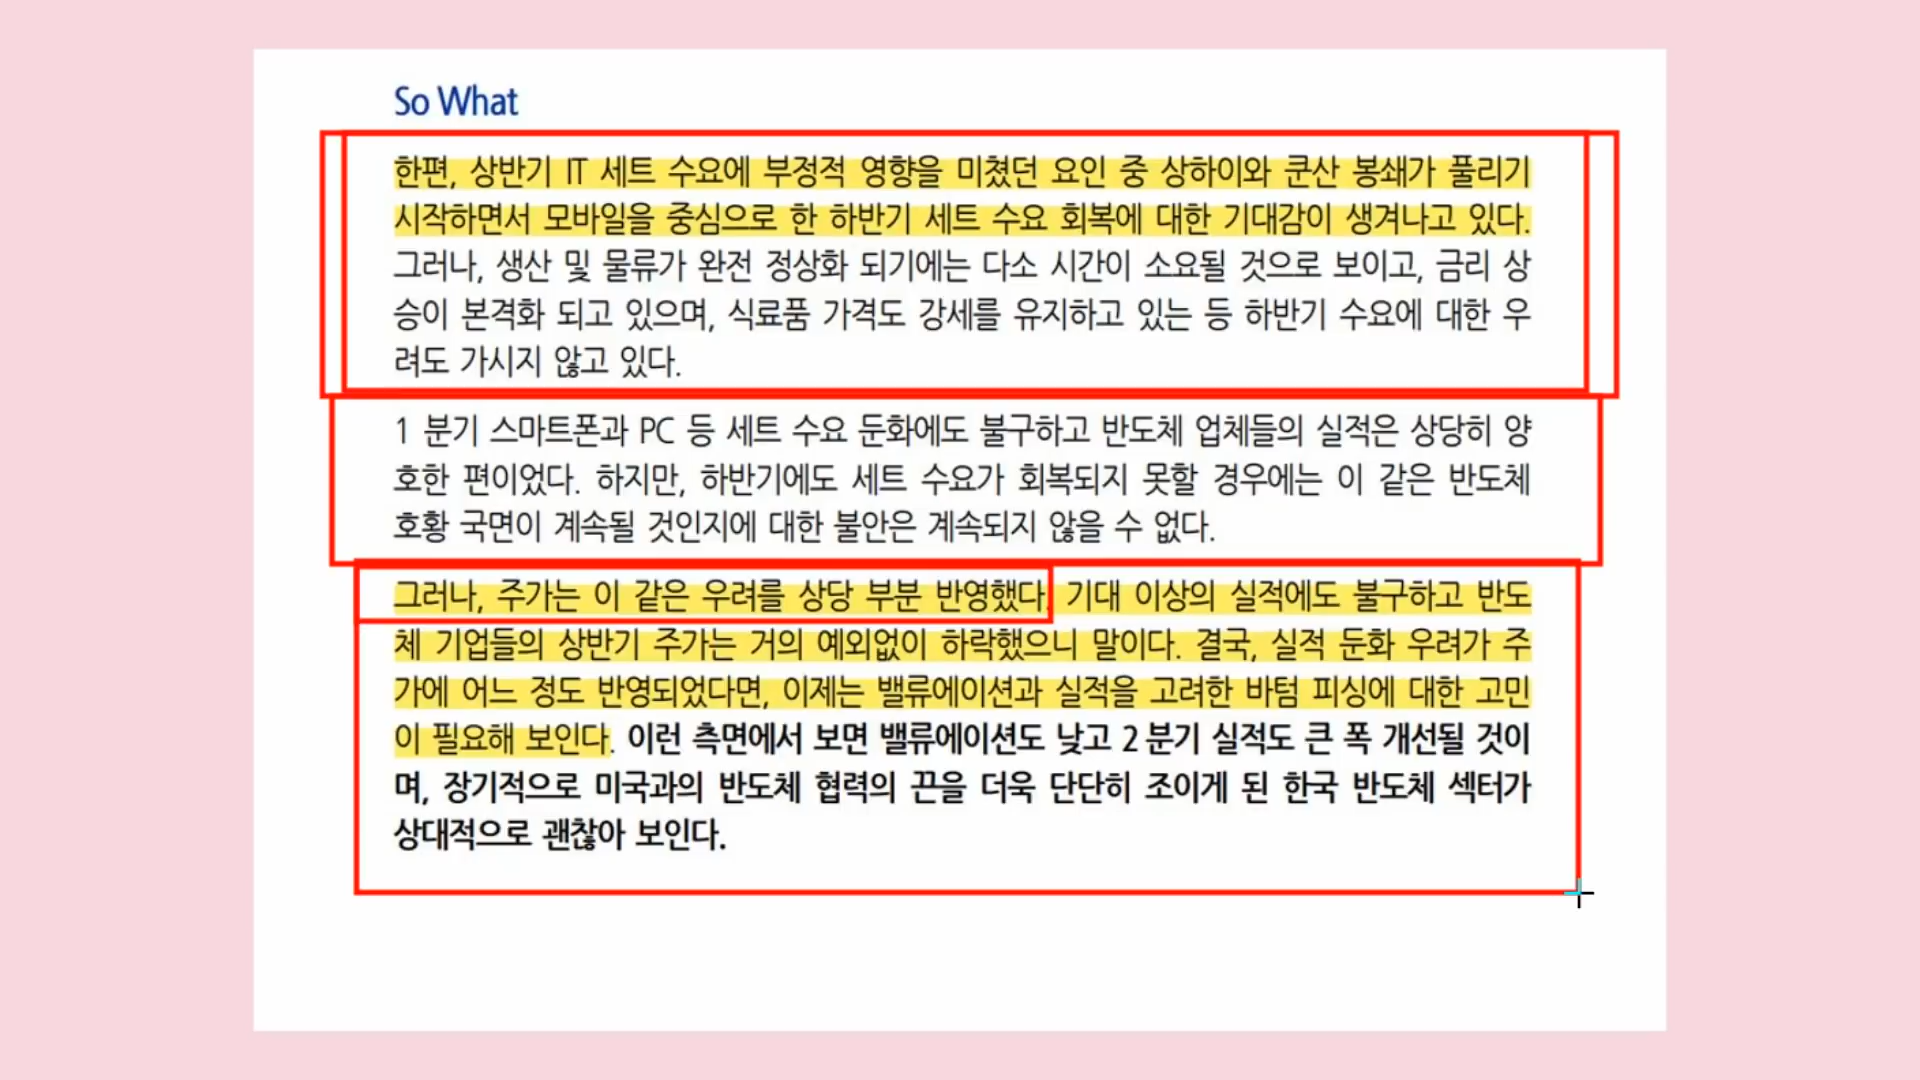 So What
한편, 상반기 IT 세트 수요에 부정적 영향을 미쳤던 요인 중 상하이와 쿤산 봉쇄가 풀리기
시작하면서 모바일을 중심으로 한 하반기 세트 수요 회복에 대한 기대감이 생겨나고 있다.
그러나, 생산 및 물류가 완전 정상화 되기에는 다소 시간이 소요될 것으로 보이고, 금리 상
승이 본격화 되고 있으며, 식료품 가격도 강세를 유지하고 있는 등 하반기 수요에 대한 우
려도 가시지 않고 있다.
1 분기 스마트폰과 PC 등 세트 수요 둔화에도 불구하고 반도체 업체들의 실적은 상당히 양
호한 편이었다. 하지만, 하반기에도 세트 수요가 회복되지 못할 경우에는 이 같은 반도체
호황 국면이 계속될 것인지에 대한 불안은 계속되지 않을 수 없다.
그러나, 주가는 이 같은 우려를 상당 부분 반영했다. 기대 이상의 실적에도 불구하고 반도
체 기업들의 상반기 주가는 거의 예외없이 하락했으니 말이다. 결국, 실적 둔화 우려가 주
가에 어느 정도 반영되었다면, 이제는 밸류에이션과 실적을 고려한 바텀 피싱에 대한 고민
이 필요해 보인다. 이런 측면에서 보면 밸류에이션도 낮고 2 분기 실적도 큰 폭 개선될 것이
며, 장기적으로 미국과의 반도체 협력의 끈을 더욱 단단히 조이게 된 한국 반도체 섹터가
상대적으로 괜찮아 보인다.